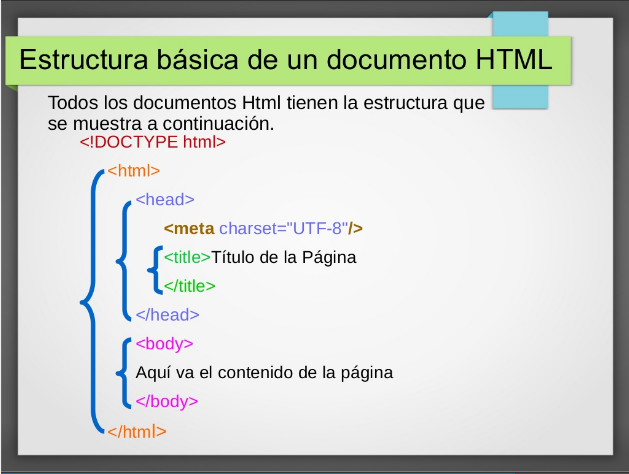 Estructura básica de un documento HTML
Todos los documentos Html tienen la estructura que
se muestra a continuación.
<!DOCTYPE html>
<html>
<head>
<meta charset="UTF-8"/>
<title>Título de la Página
</title>
</head>
<body>
Aquí va el contenido de la página
</body>
</html>